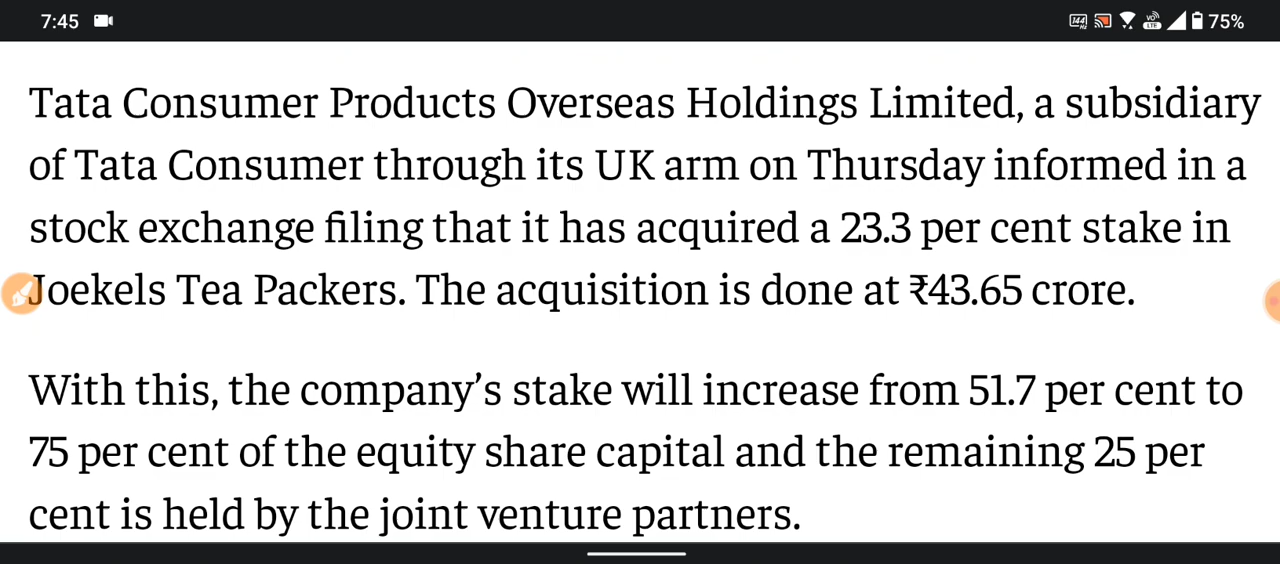 7:45
144 Hz VO LTE 75%
Tata Consumer Products Overseas Holdings Limited, a subsidiary
of Tata Consumer through its UK arm on Thursday informed in a
stock exchange filing that it has acquired a 23.3 per cent stake in
Joekels Tea Packers. The acquisition is done at ₹43.65 crore.
With this, the company’s stake will increase from 51.7 per cent to
75 per cent of the equity share capital and the remaining 25 per
cent is held by the joint venture partners.